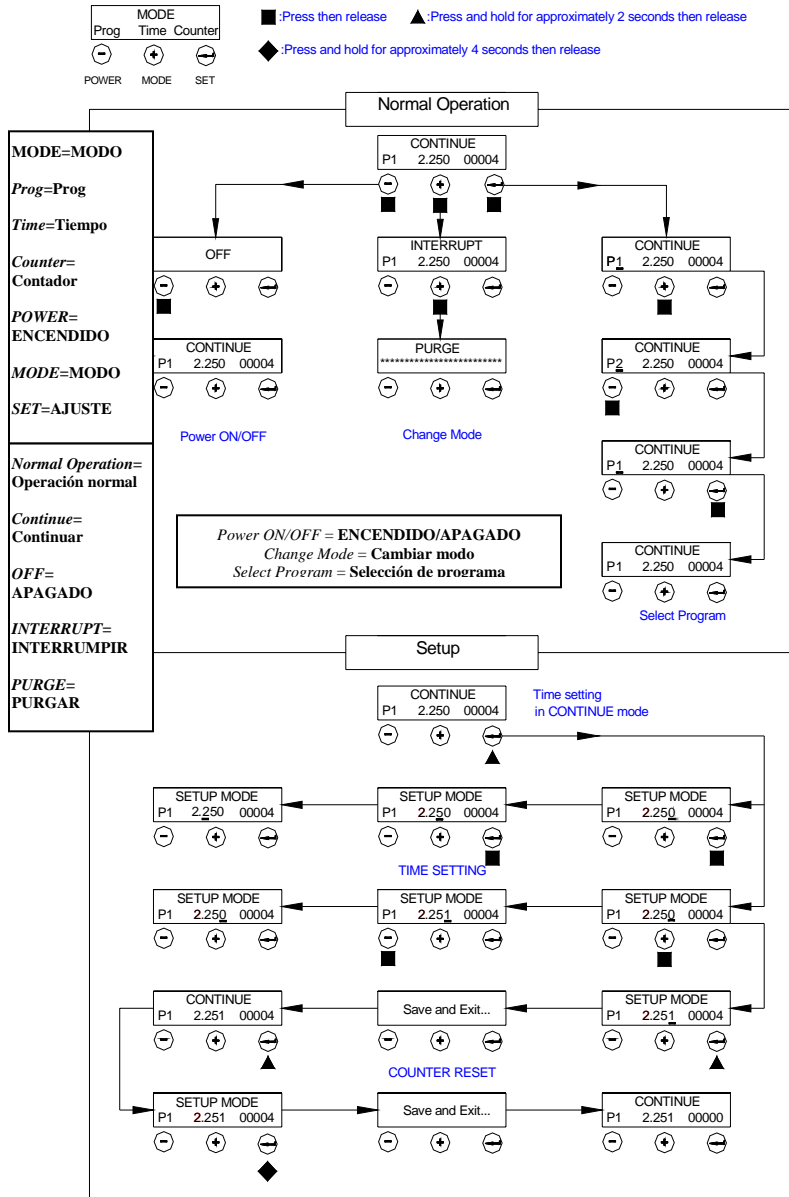 MODE
Prog Time Counter
POWER MODE SET
:Press then release
:Press and hold for approximately 2 seconds then release
:Press and hold for approximately 4 seconds then release
Normal Operation
MODE=MODO
Prog=Prog
Time=Tiempo
Counter=
Contador
POWER=
ENCENDIDO
MODE=MODO
SET=AJUSTE
Normal Operation=
Operación normal
Continue=
Continuar
OFF=
APAGADO
INTERRUPT=
INTERRUMPIR
PURGE=
PURGAR
CONTINUE
P1 2.250 00004
OFF
CONTINUE
P1 2.250 00004
Power ON/OFF
INTERRUPT
P1 2.250 00004
PURGE
*************************
Change Mode
CONTINUE
P1 2.250 00004
CONTINUE
P2 2.250 00004
CONTINUE
P1 2.250 00004
CONTINUE
P1 2.250 00004
Select Program
Power ON/OFF = ENCENDIDO/APAGADO
Change Mode = Cambiar modo
Select Program = Selección de programa
Setup
CONTINUE
P1 2.250 00004
Time setting
in CONTINUE mode
SETUP MODE
P1 2.250 00004
SETUP MODE
P1 2.250 00004
SETUP MODE
P1 2.250 00004
TIME SETTING
SETUP MODE
P1 2.250 00004
SETUP MODE
P1 2.251 00004
SETUP MODE
P1 2.250 00004
CONTINUE
P1 2.251 00004
Save and Exit...
SETUP MODE
P1 2.251 00004
COUNTER RESET
SETUP MODE
P1 2.251 00004
Save and Exit...
CONTINUE
P1 2.251 00000